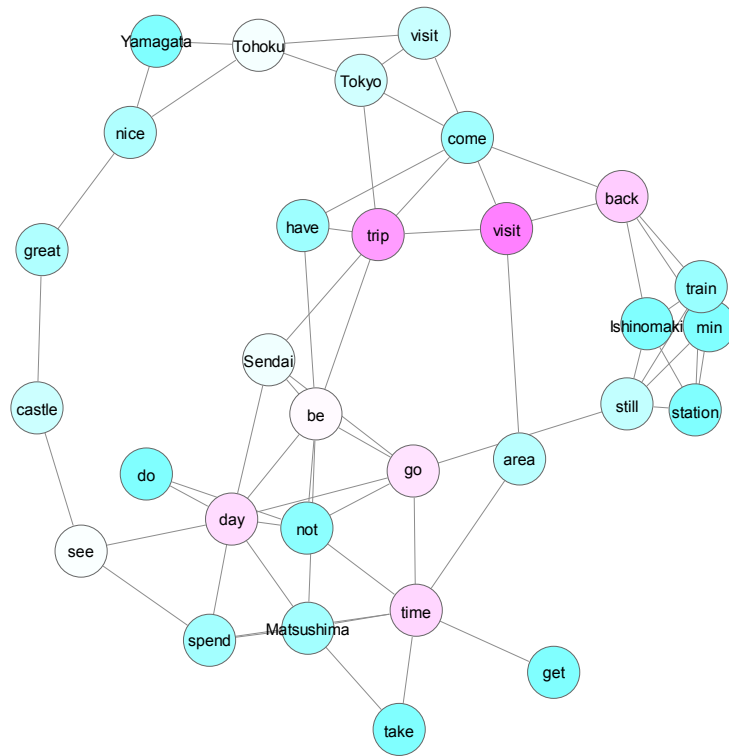 visit
Yamagata
Tohoku
Tokyo
nice
come
back
have
trip
visit
great
train
Ishinomaki
min
Sendai
castle
be
still
station
do
go
area
day
not
see
time
spend
Matsushima
get
take